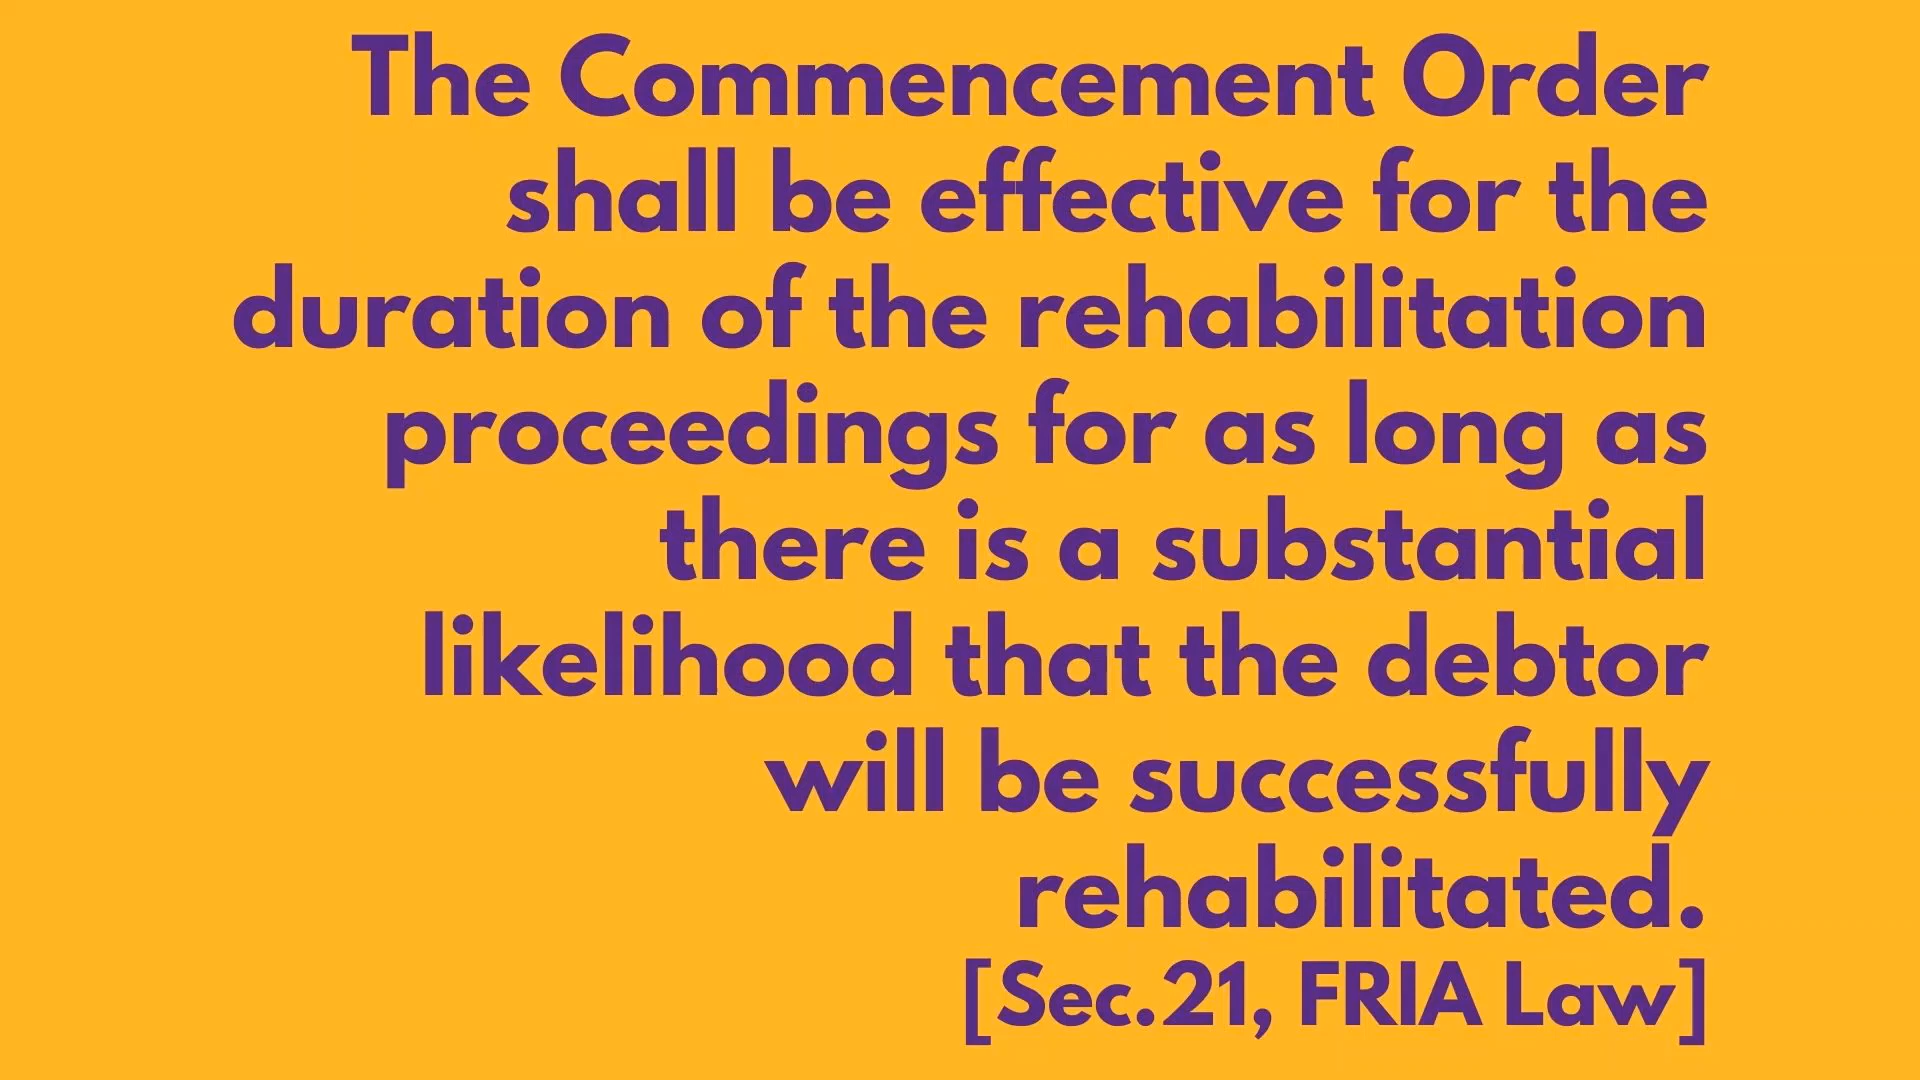 The Commencement Order
shall be effective for the
duration of the rehabilitation
proceedings for as long as
there is a substantial
likelihood that the debtor
will be successfully
rehabilitated.
[Sec.21, FRIA Law]